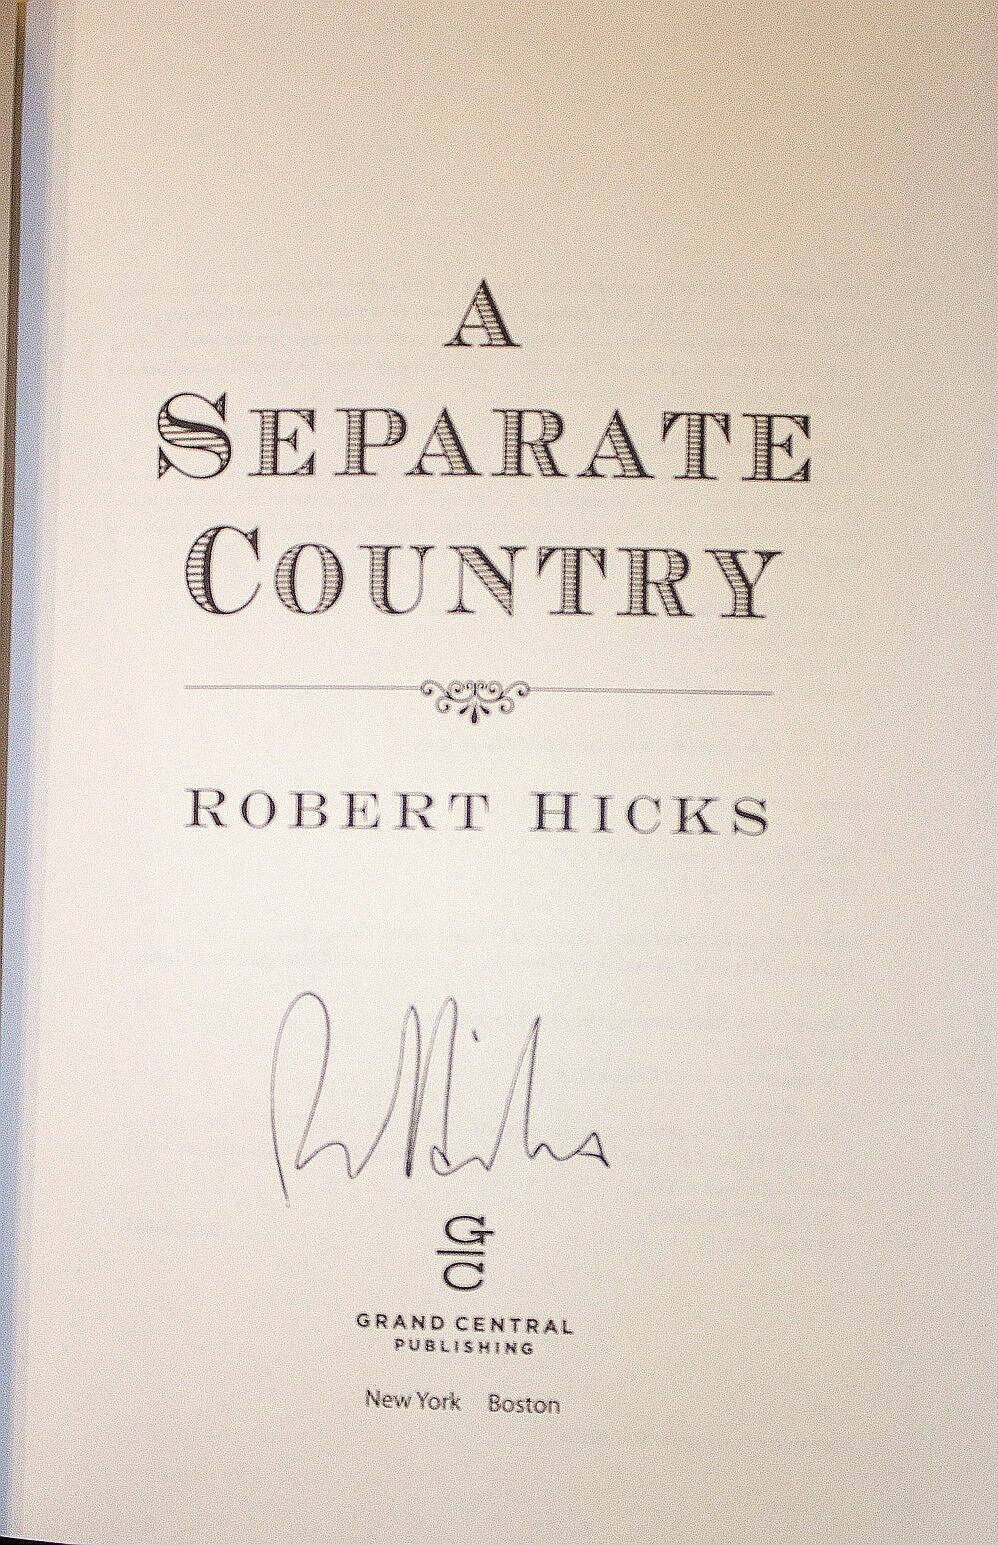 A
SEPARATE
COUNTRY
ROBERT HICKS
GC
GRAND CENTRAL
PUBLISHING
New York Boston